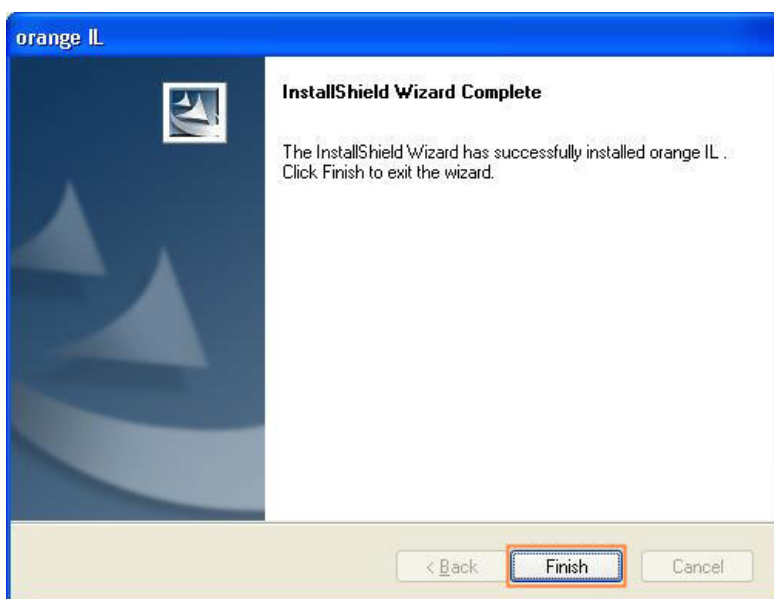 orange IL
InstallShield Wizard Complete
The InstallShield Wizard has successfully installed orange IL .
Click Finish to exit the wizard.
< Back
Finish
Cancel